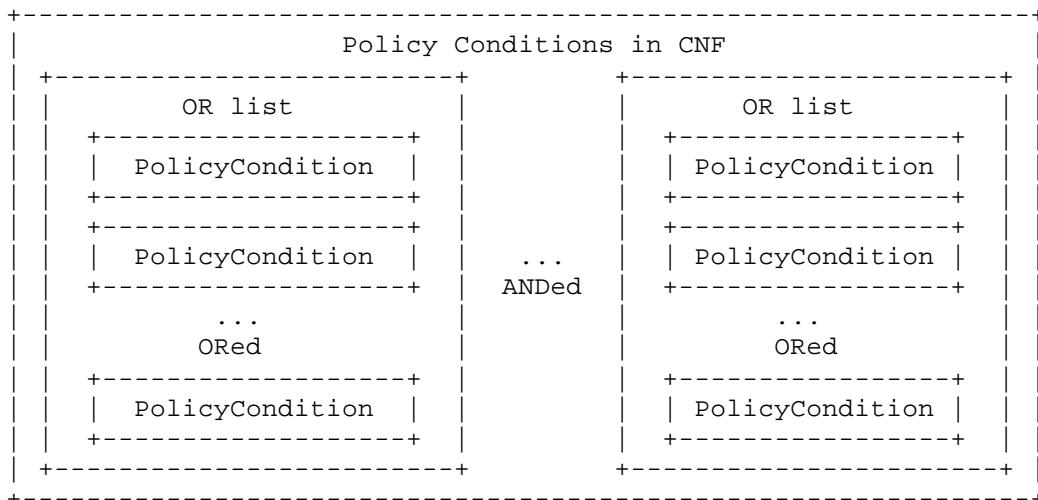 Policy Conditions in CNF
OR list OR list
PolicyCondition PolicyCondition
PolicyCondition ... PolicyCondition
ANDed
... ...
ORed ORed
PolicyCondition PolicyCondition